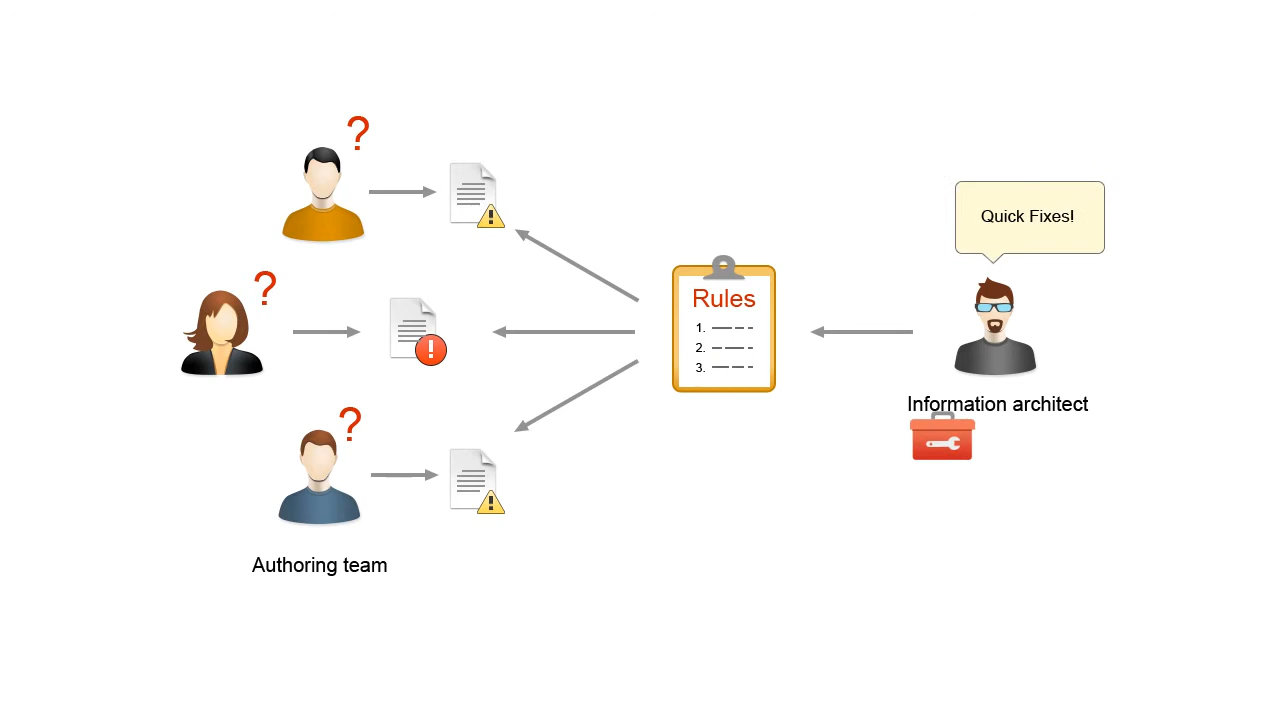 ?
?
?
Authoring team
Rules
1.
2.
3.
Quick Fixes!
Information architect